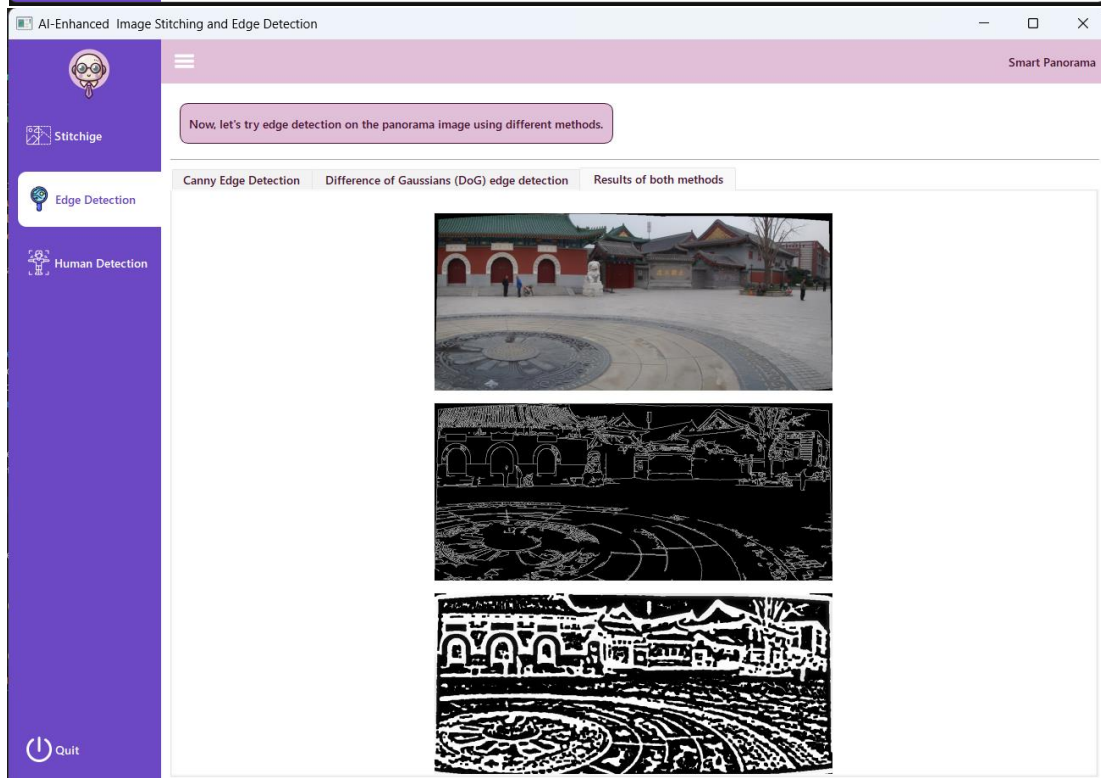 AI-Enhanced  Image Stitching and Edge Detection
Smart Panorama
Stitchige
Edge Detection
Human Detection
Quit
Now, let's try edge detection on the panorama image using different methods.
Canny Edge Detection
Difference of Gaussians (DoG) edge detection
Results of both methods